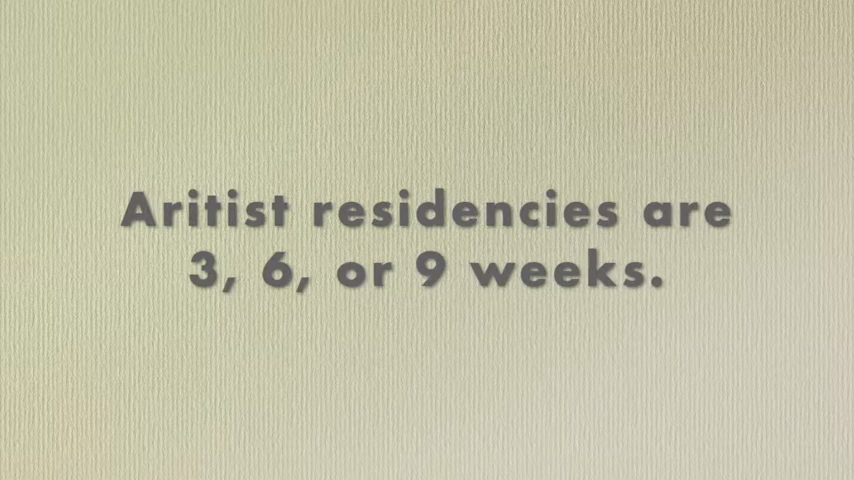 Aritist residencies are
3, 6, or 9 weeks.